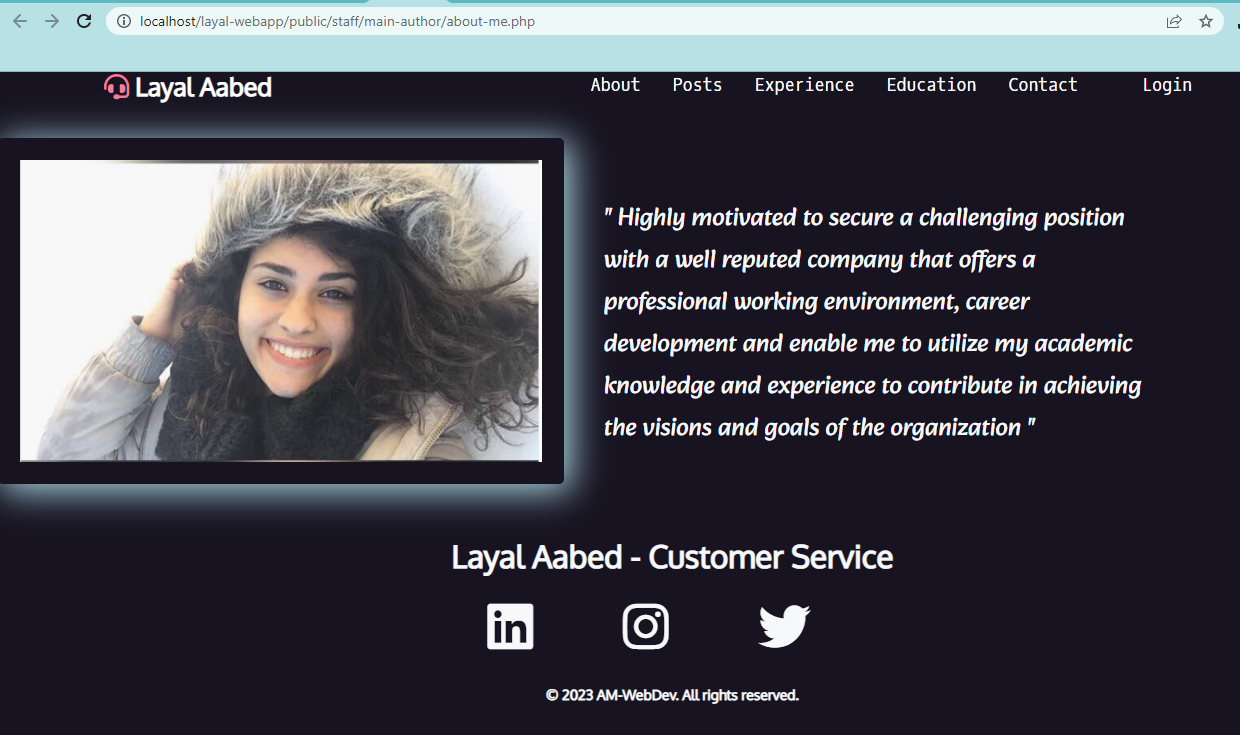 localhost/layal-webapp/public/staff/main-author/about-me.php
Layal Aabed
About Posts Experience Education Contact Login
" Highly motivated to secure a challenging position
with a well reputed company that offers a
professional working environment, career
development and enable me to utilize my academic
knowledge and experience to contribute in achieving
the visions and goals of the organization "
Layal Aabed - Customer Service
in
© 2023 AM-WebDev. All rights reserved.